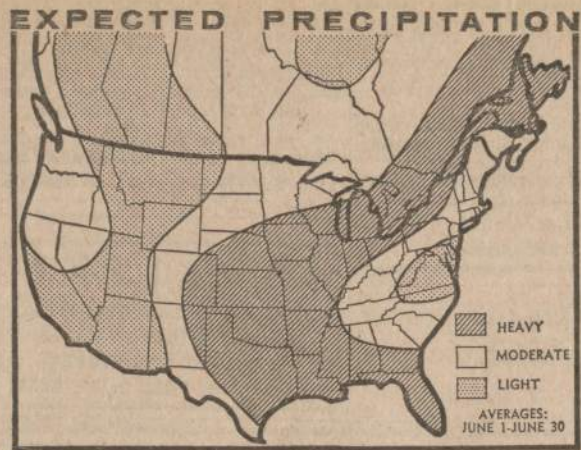 EXPECTED PRECIPITATION
HEAVY
MODERATE
LIGHT
AVERAGES:
JUNE 1-JUNE 30